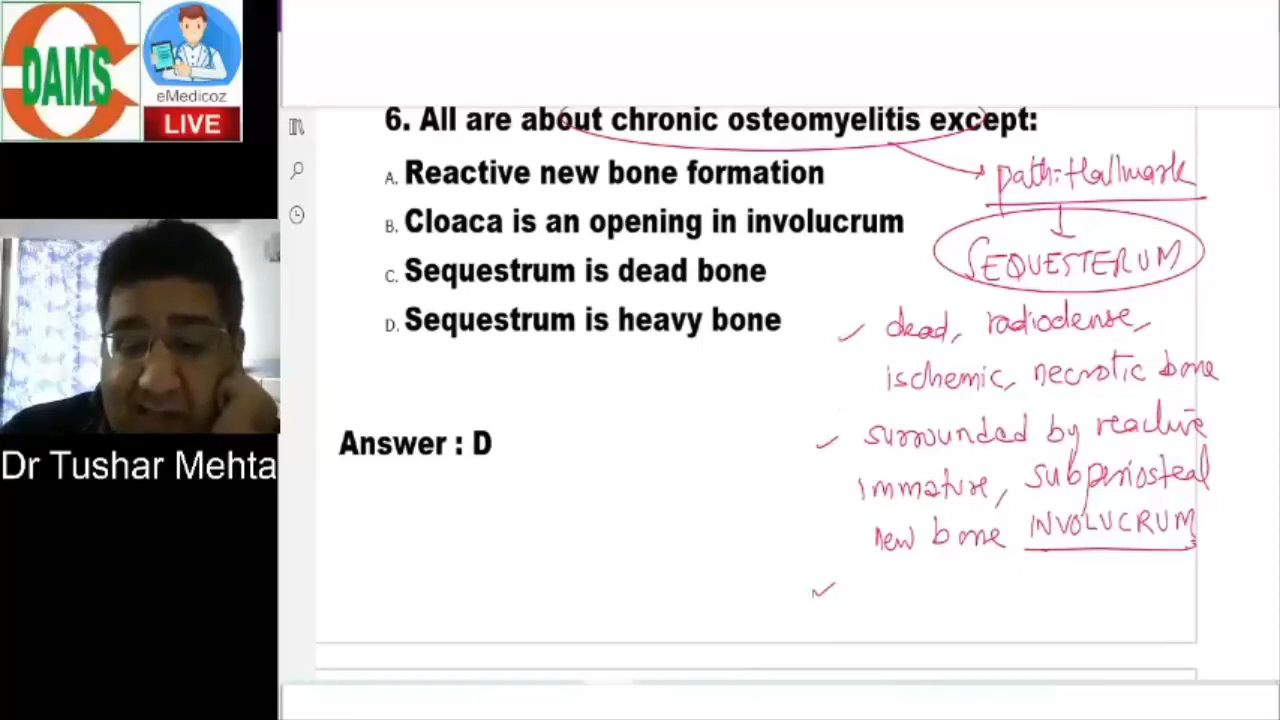 DAMS
eMedicoz
LIVE
Dr Tushar Mehta
6. All are about chronic osteomyelitis except:
A. Reactive new bone formation
B. Cloaca is an opening in involucrum
C. Sequestrum is dead bone
D. Sequestrum is heavy bone
Answer : D
path: Hallmark
SEQUESTERUM
dead, radiodense,
ischemic, necrotic bone
surrounded by reactive
immature, subperiosteal
new bone INVOLUCRUM